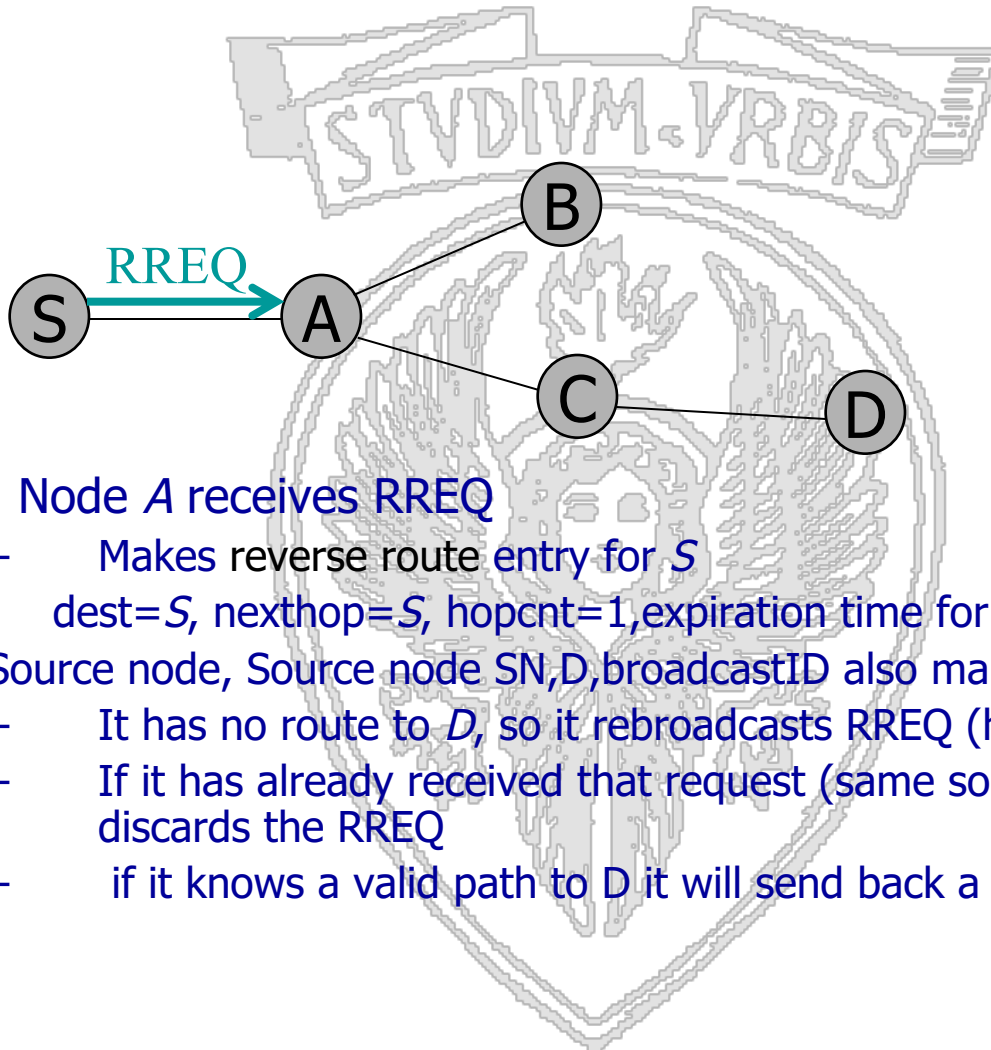 STVDIVM VRBIS
B
RREQ
S
A
C
D
Node A receives RREQ
- Makes reverse route entry for S
dest=S, nexthop=S, hopcnt=1,expiration time for
Source node, Source node SN,D,broadcastID also ma
- It has no route to D, so it rebroadcasts RREQ (h
- If it has already received that request (same so
discards the RREQ
- if it knows a valid path to D it will send back a